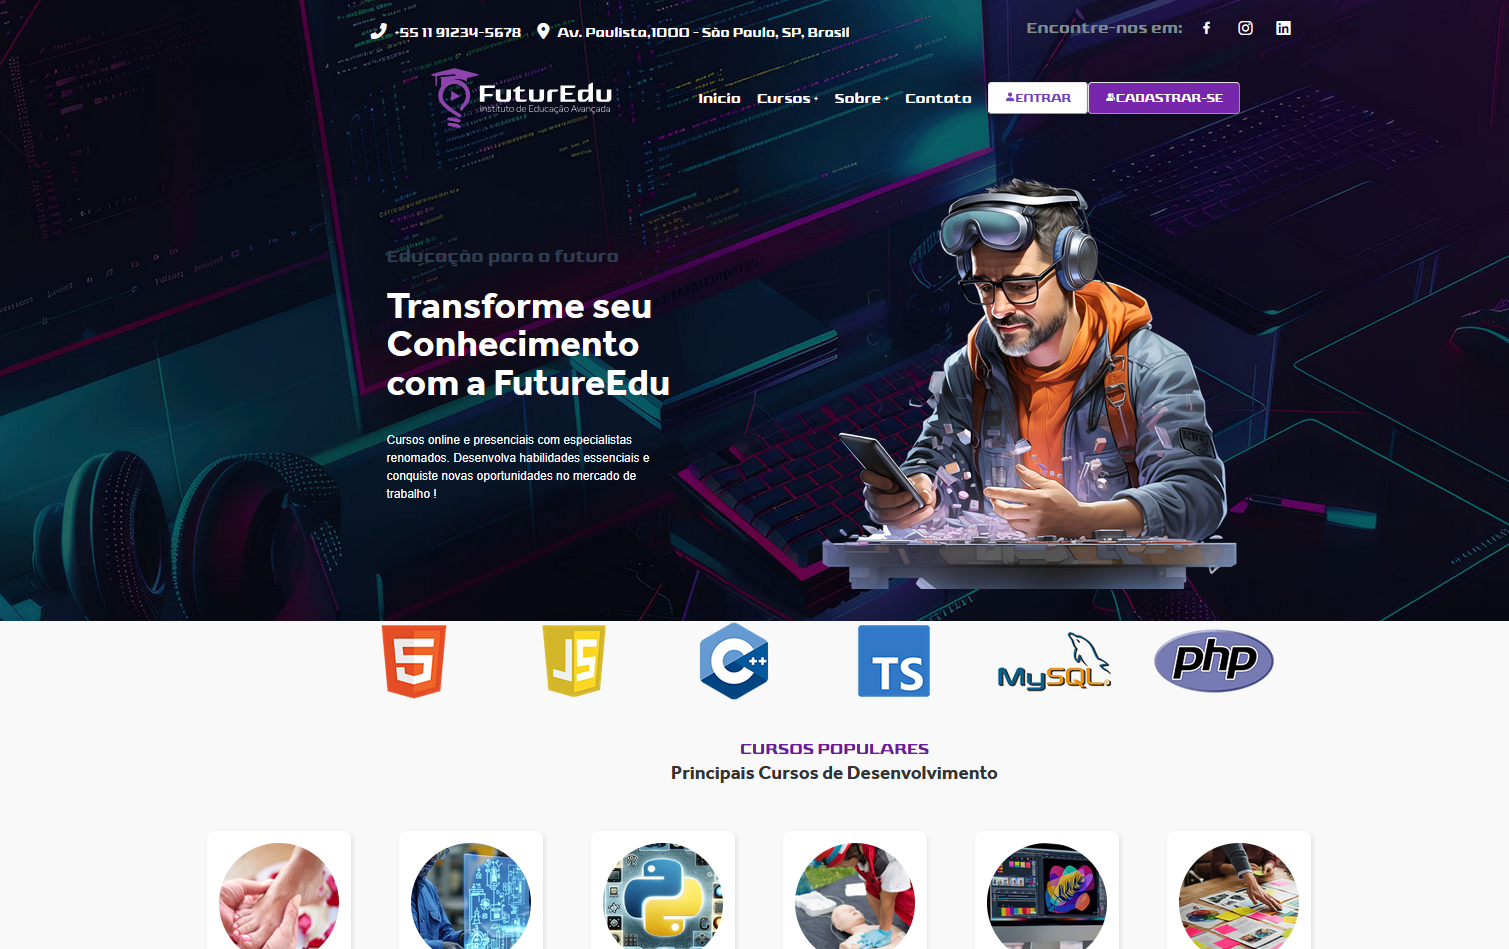 +55 11 91234-5678
Av. Paulista,1000 - São Paulo, SP, Brasil
Encontre-nos em:
FuturEdu
Instituto de Educação Avançada
Início
Cursos +
Sobre +
Contato
ENTRAR
CADASTRAR-SE
Educação para o futuro
Transforme seu
Conhecimento
com a FutureEdu
Cursos online e presenciais com especialistas
renomados. Desenvolva habilidades essenciais e
conquiste novas oportunidades no mercado de
trabalho !
5
JS
C++
TS
MySQL
php
CURSOS POPULARES
Principais Cursos de Desenvolvimento